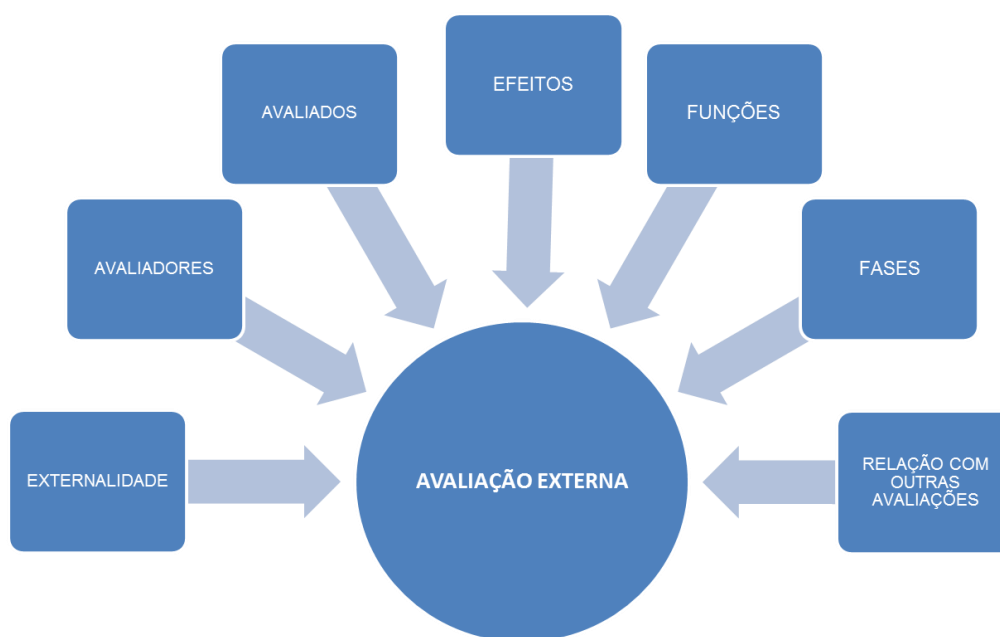 EFEITOS
FUNÇÕES
AVALIADOS
AVALIADORES
FASES
EXTERNALIDADE
AVALIAÇÃO EXTERNA
RELAÇÃO COM
OUTRAS
AVALIAÇÕES